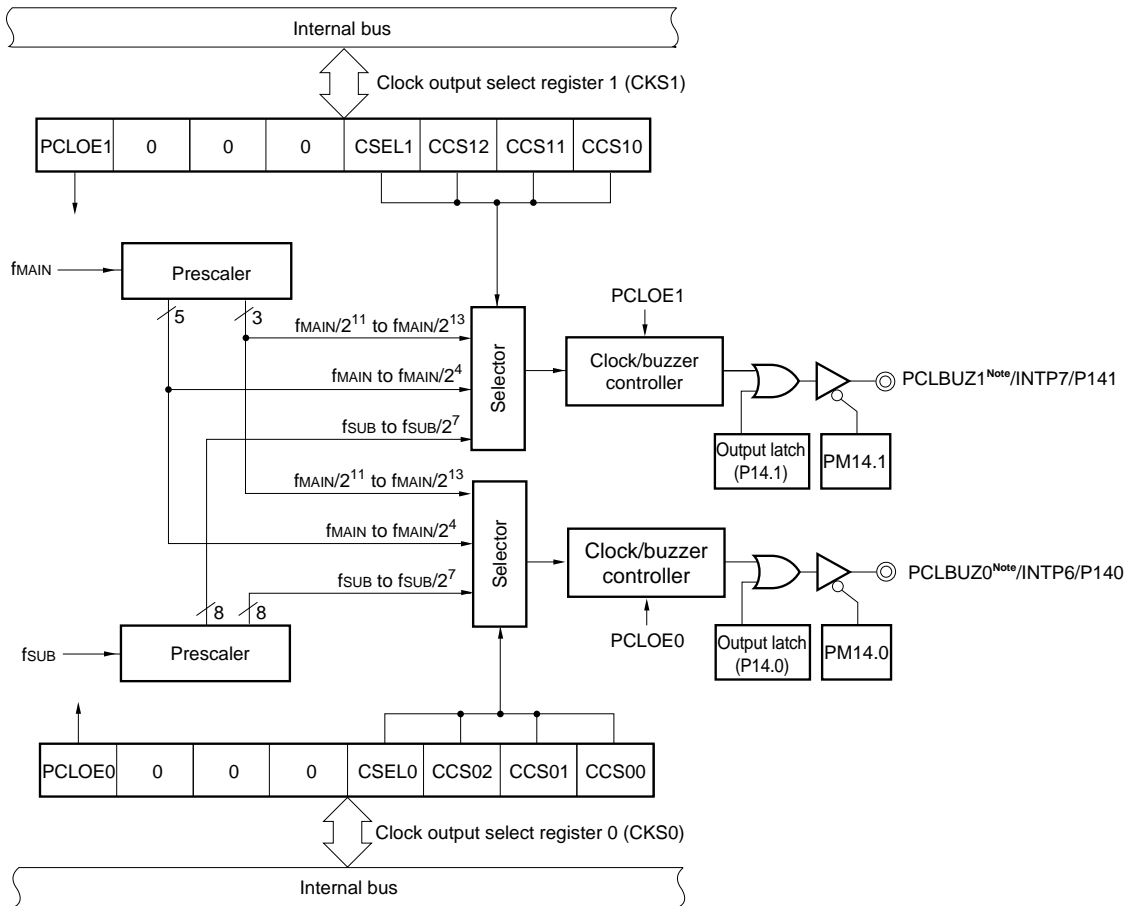 Internal bus
Clock output select register 1 (CKS1)
PCLOE1 0 0 0 CSEL1 CCS12 CCS11 CCS10
fMAIN
Prescaler
5 3
PCLOE1
fMAIN/2¹¹ to fMAIN/2¹³
fMAIN to fMAIN/2⁴
fSUB to fSUB/2⁷
Selector
Clock/buzzer
controller
PCLBUZ1Note/INTP7/P141
Output latch
(P14.1)
PM14.1
fMAIN/2¹¹ to fMAIN/2¹³
fMAIN to fMAIN/2⁴
fSUB to fSUB/2⁷
Selector
Clock/buzzer
controller
PCLBUZ0Note/INTP6/P140
PCLOE0
Output latch
(P14.0)
PM14.0
8 8
fSUB
Prescaler
PCLOE0 0 0 0 CSEL0 CCS02 CCS01 CCS00
Clock output select register 0 (CKS0)
Internal bus